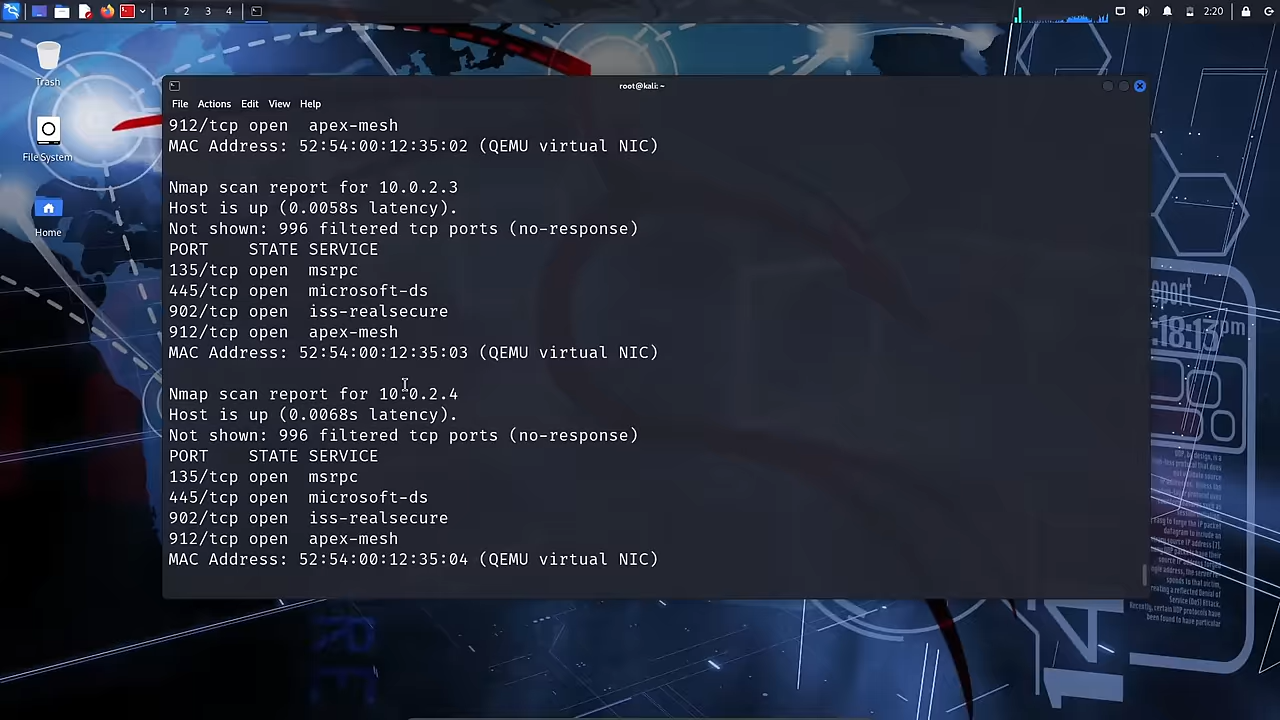 1 2 3 4
2:20
Trash
File System
Home
root@kali: ~
File Actions Edit View Help
912/tcp open  apex-mesh
MAC Address: 52:54:00:12:35:02 (QEMU virtual NIC)
Nmap scan report for 10.0.2.3
Host is up (0.0058s latency).
Not shown: 996 filtered tcp ports (no-response)
PORT    STATE SERVICE
135/tcp open  msrpc
445/tcp open  microsoft-ds
902/tcp open  iss-realsecure
912/tcp open  apex-mesh
MAC Address: 52:54:00:12:35:03 (QEMU virtual NIC)
Nmap scan report for 10.0.2.4
Host is up (0.0068s latency).
Not shown: 996 filtered tcp ports (no-response)
PORT    STATE SERVICE
135/tcp open  msrpc
445/tcp open  microsoft-ds
902/tcp open  iss-realsecure
912/tcp open  apex-mesh
MAC Address: 52:54:00:12:35:04 (QEMU virtual NIC)
eport
:18:13pm
14